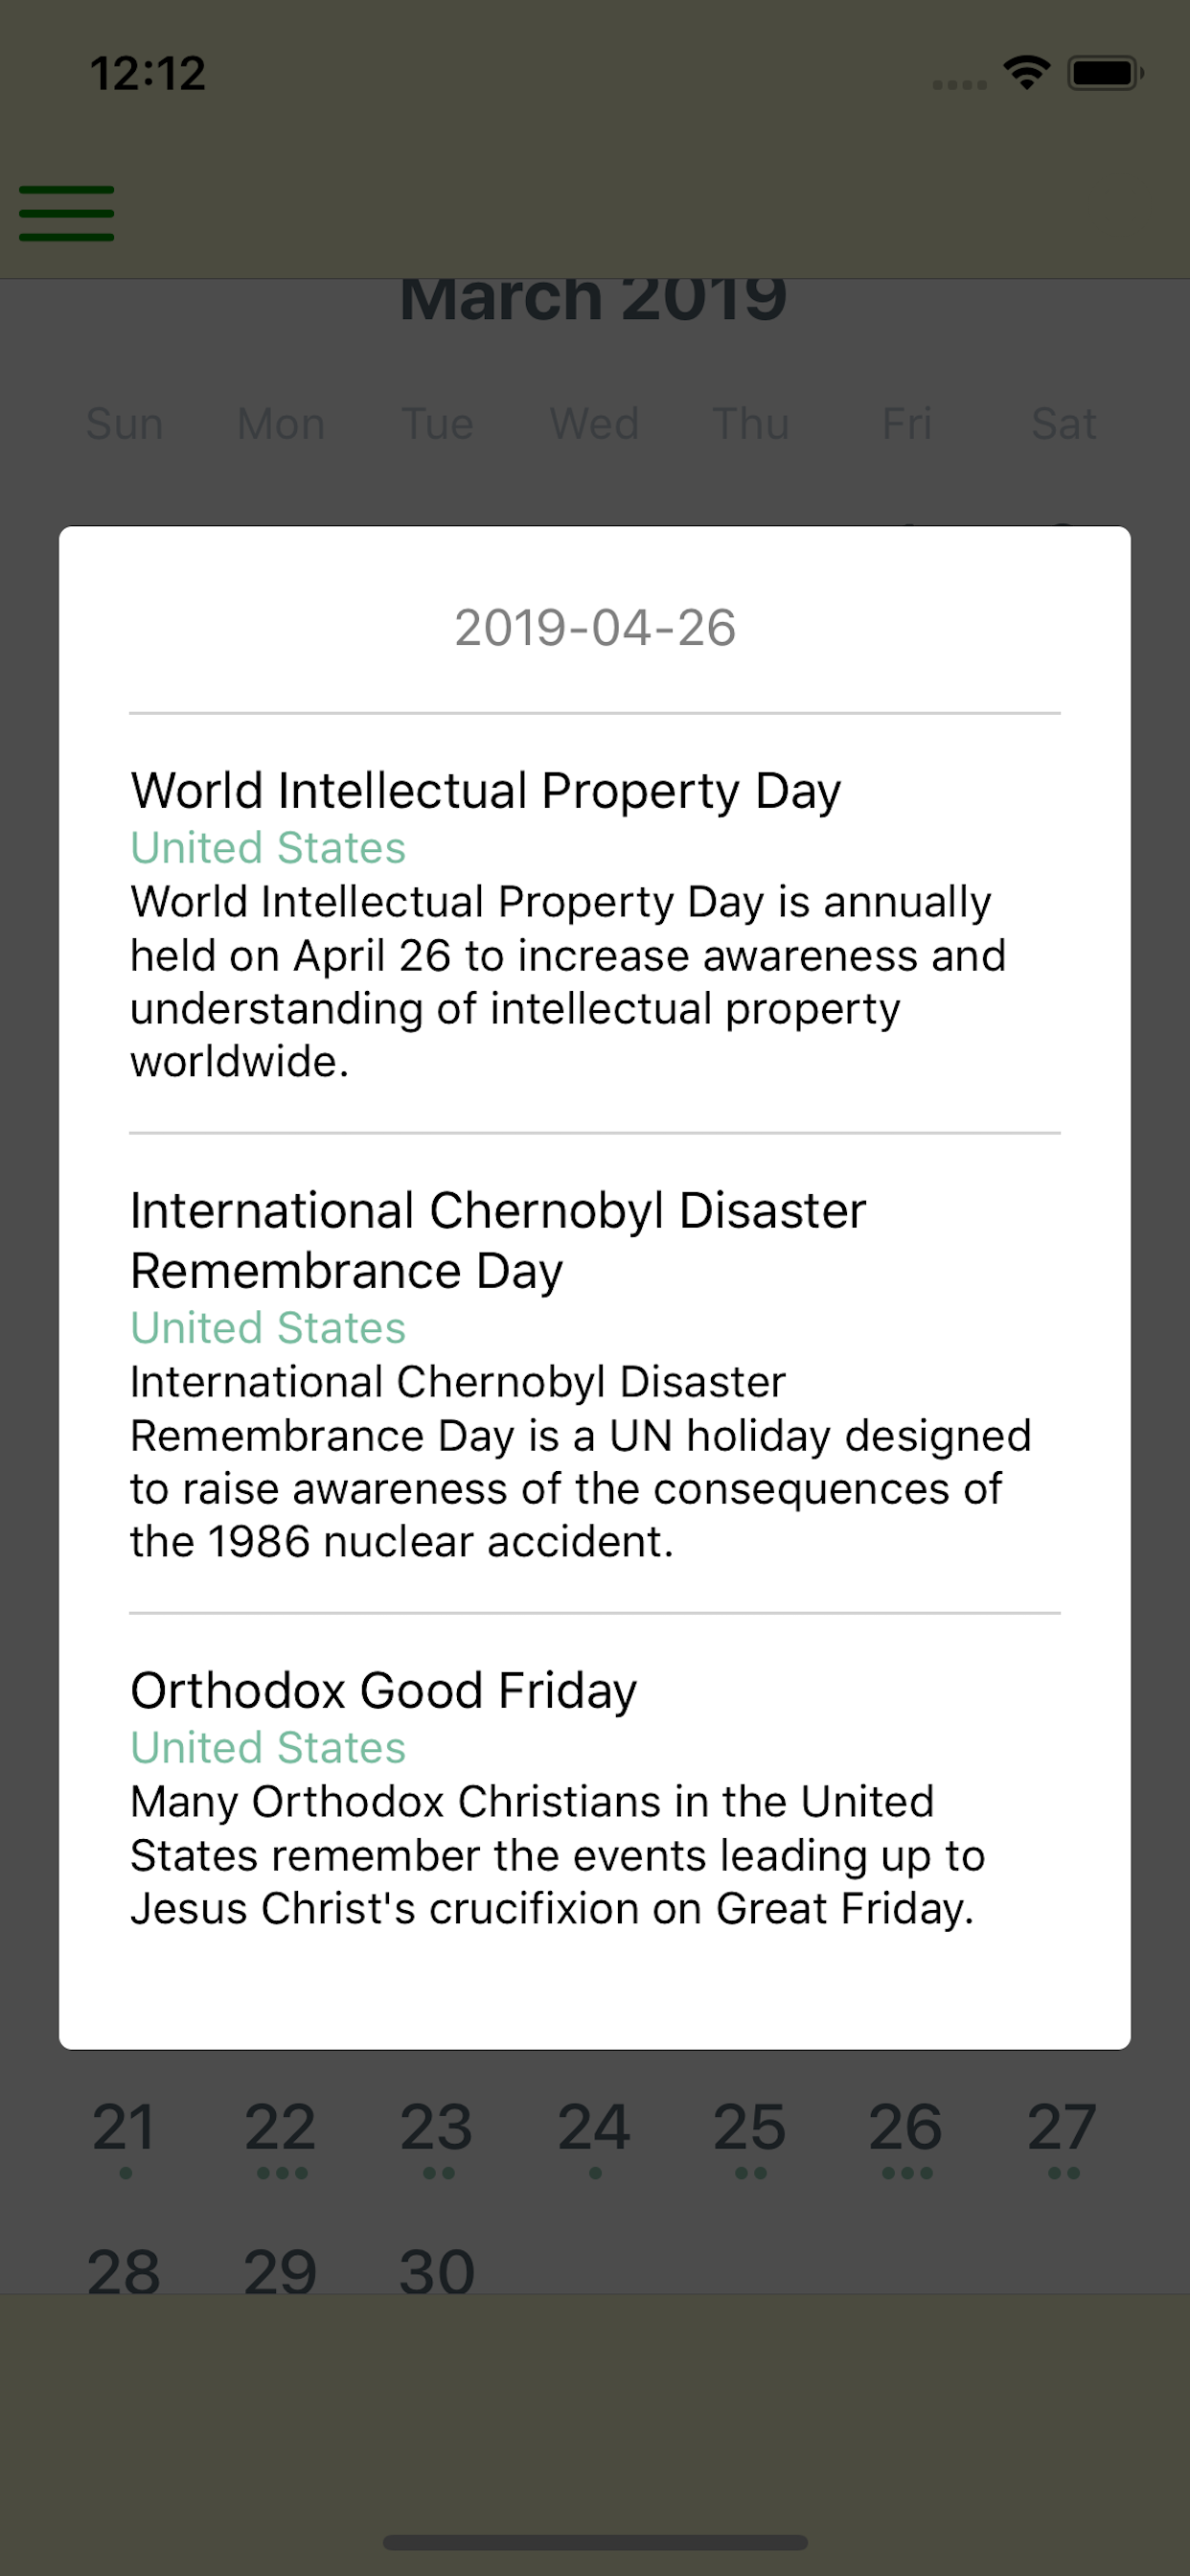 12:12
March 2019
Sun Mon Tue Wed Thu Fri Sat
2019-04-26
World Intellectual Property Day
United States
World Intellectual Property Day is annually
held on April 26 to increase awareness and
understanding of intellectual property
worldwide.
International Chernobyl Disaster
Remembrance Day
United States
International Chernobyl Disaster
Remembrance Day is a UN holiday designed
to raise awareness of the consequences of
the 1986 nuclear accident.
Orthodox Good Friday
United States
Many Orthodox Christians in the United
States remember the events leading up to
Jesus Christ's crucifixion on Great Friday.
21 22 23 24 25 26 27
28 29 30